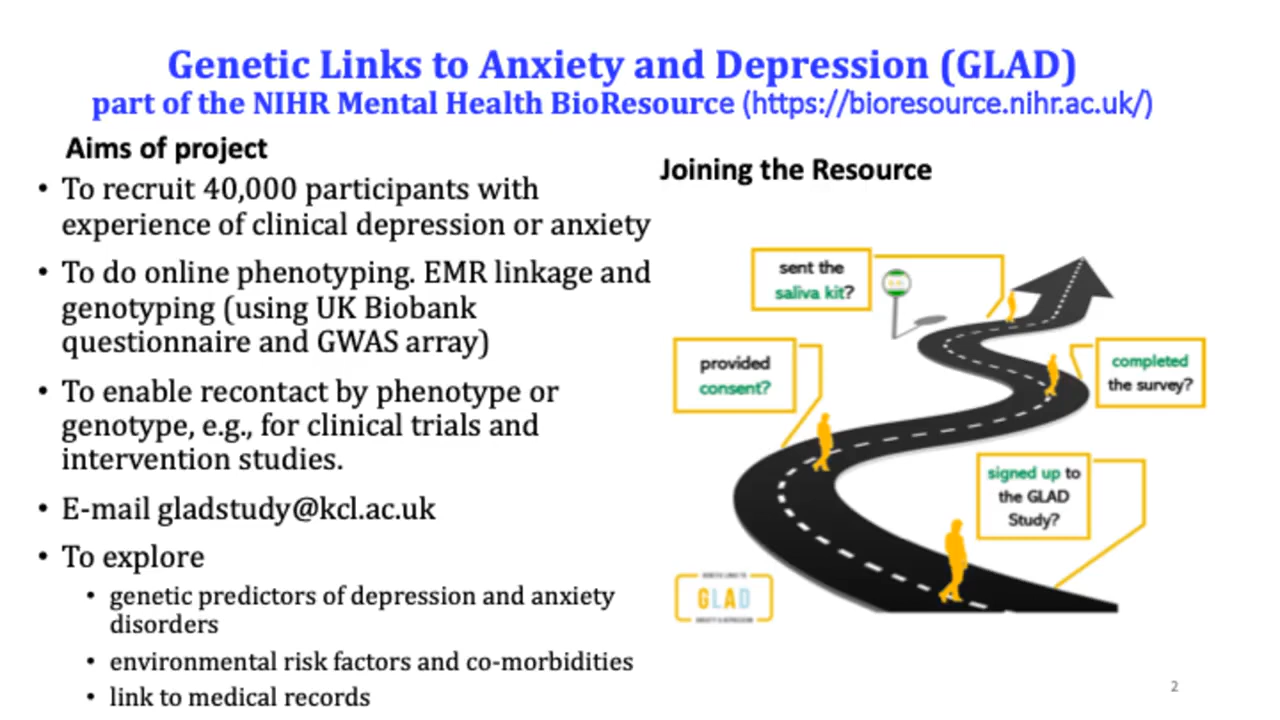 Genetic Links to Anxiety and Depression (GLAD)
part of the NIHR Mental Health BioResource (https://bioresource.nihr.ac.uk/)
Aims of project
• To recruit 40,000 participants with
experience of clinical depression or anxiety
• To do online phenotyping. EMR linkage and
genotyping (using UK Biobank
questionnaire and GWAS array)
• To enable recontact by phenotype or
genotype, e.g., for clinical trials and
intervention studies.
• E-mail gladstudy@kcl.ac.uk
• To explore
• genetic predictors of depression and anxiety
disorders
• environmental risk factors and co-morbidities
• link to medical records
Joining the Resource
sent the
saliva kit?
provided
consent?
completed
the survey?
signed up to
the GLAD
Study?
GLAD
2